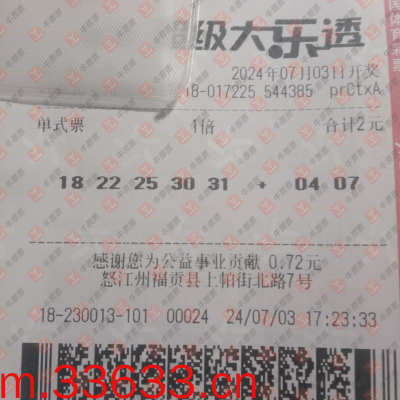 超级大乐透
2024年07月03日开奖
18-017225 544385 prCtxA
单式票 1倍 合计2元
18 22 25 30 31 + 04 07
感谢您为公益事业贡献 0.72元
怒江州福贡县上帕街北路7号
18-230013-101 00024 24/07/03 17:23:33
m.33633.cn